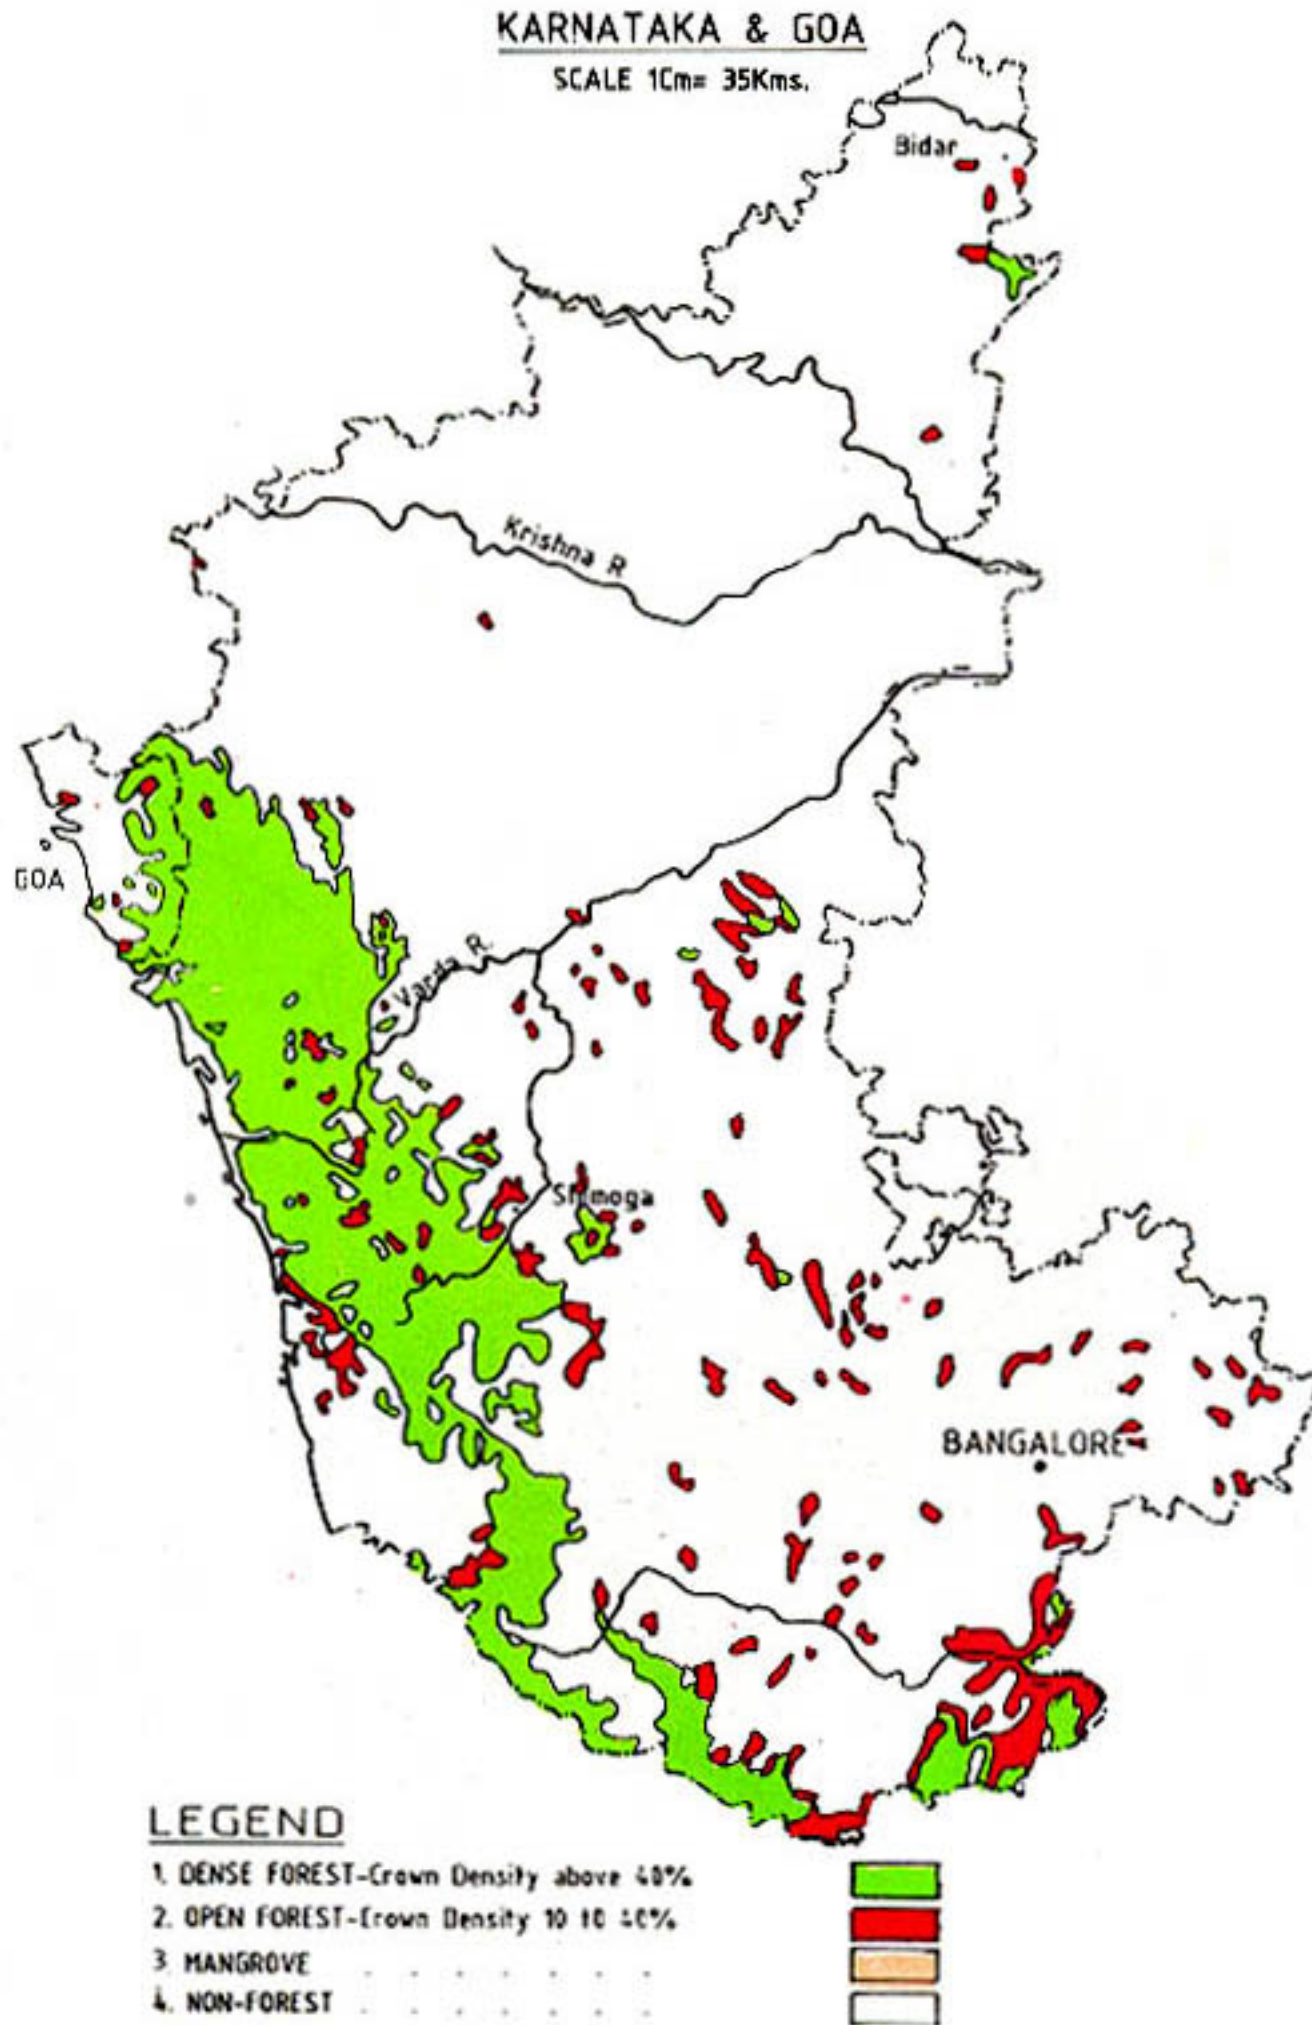 KARNATAKA & GOA
SCALE 1Cm= 35Kms.
Bidar
Krishna R
GOA
Varda R.
Shimoga
BANGALORE
LEGEND
1. DENSE FOREST-Crown Density above 40%
2. OPEN FOREST-Crown Density 10 to 40%
3. MANGROVE . . . . . . .
4. NON-FOREST . . . . . . .